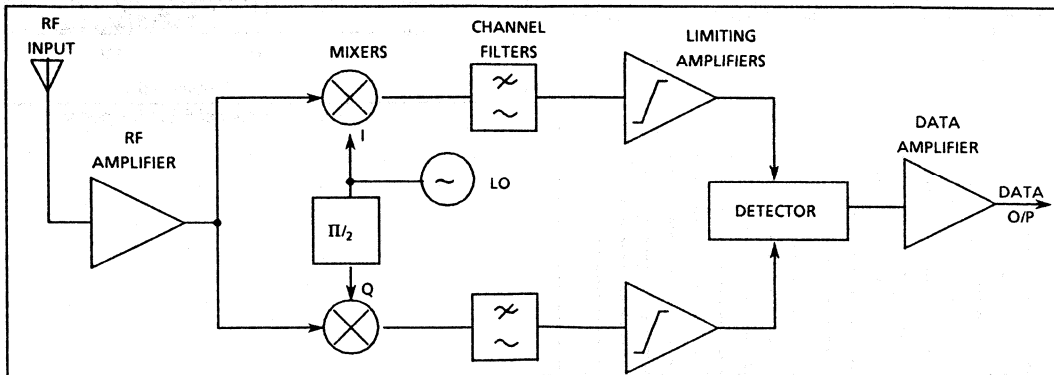 RF
INPUT
RF
AMPLIFIER
MIXERS
I
LO
Π/2
Q
CHANNEL
FILTERS
LIMITING
AMPLIFIERS
DETECTOR
DATA
AMPLIFIER
DATA
O/P